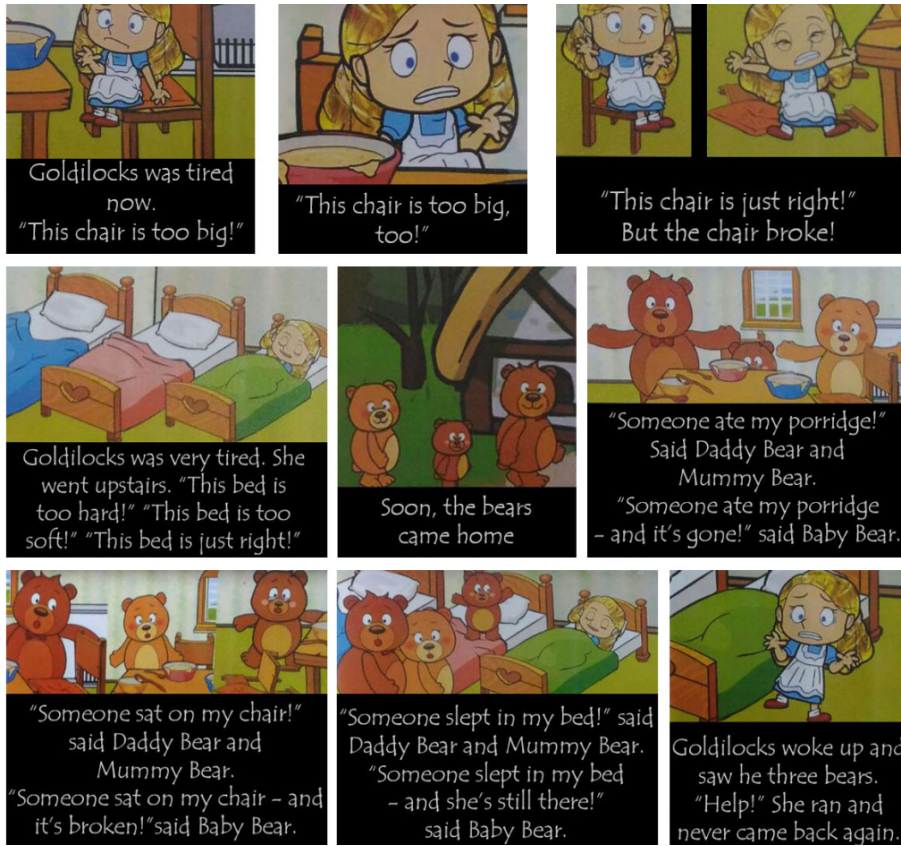 Goldilocks was tired
now.
"This chair is too big!"
"This chair is too big,
too!"
"This chair is just right!"
But the chair broke!
Goldilocks was very tired. She
went upstairs. "This bed is
too hard!" "This bed is too
soft!" "This bed is just right!"
Soon, the bears
came home
"Someone ate my porridge!"
Said Daddy Bear and
Mummy Bear.
"Someone ate my porridge
– and it's gone!" said Baby Bear.
"Someone sat on my chair!"
said Daddy Bear and
Mummy Bear.
"Someone sat on my chair – and
it's broken!"said Baby Bear.
"Someone slept in my bed!" said
Daddy Bear and Mummy Bear.
"Someone slept in my bed
– and she's still there!"
said Baby Bear.
Goldilocks woke up and
saw he three bears.
"Help!" She ran and
never came back again.